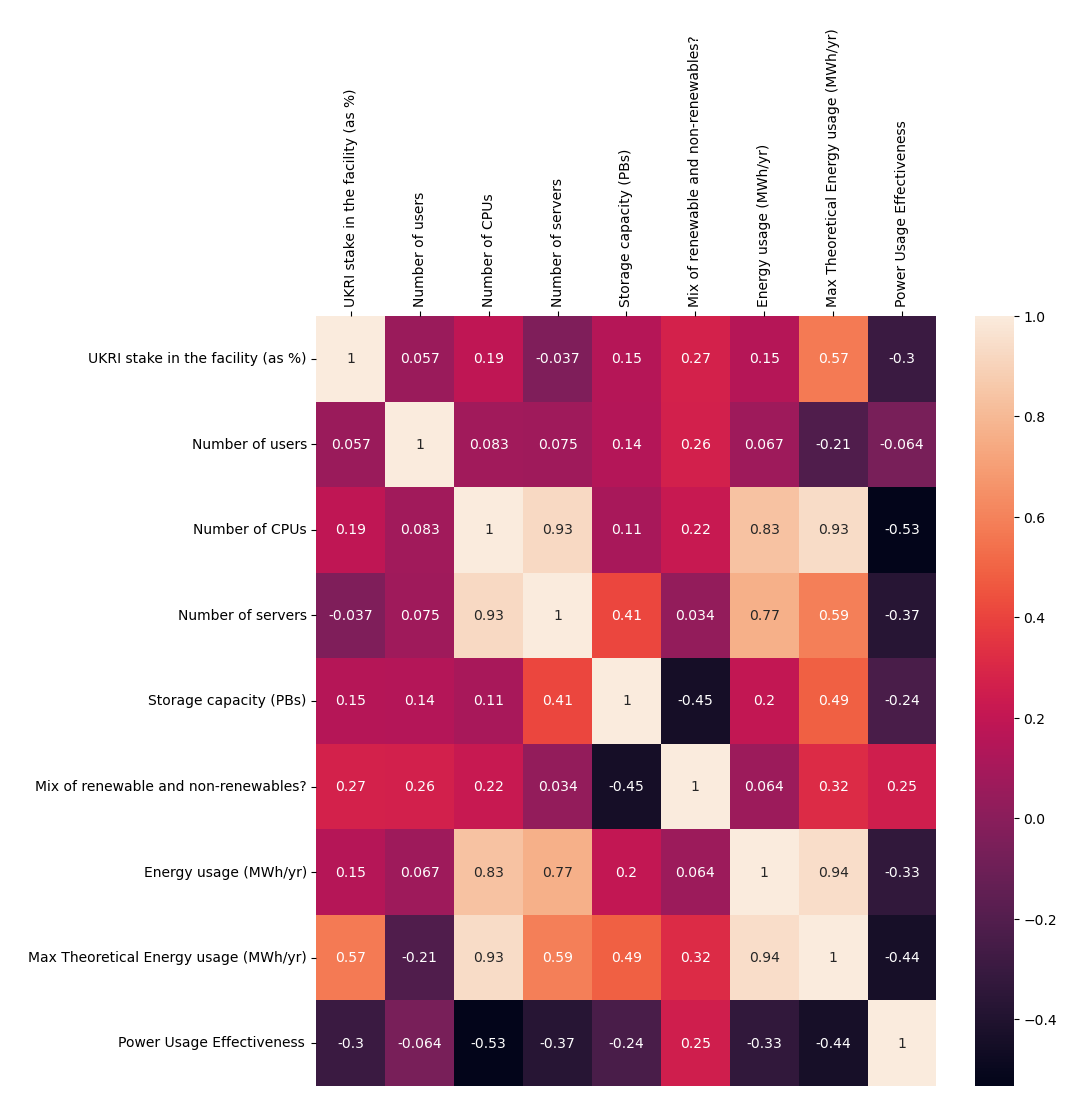 UKRI stake in the facility (as %)
Number of users
Number of CPUs
Number of servers
Storage capacity (PBs)
Mix of renewable and non-renewables?
Energy usage (MWh/yr)
Max Theoretical Energy usage (MWh/yr)
Power Usage Effectiveness
UKRI stake in the facility (as %) 1 0.057 0.19 -0.037 0.15 0.27 0.15 0.57 -0.3
Number of users 0.057 1 0.083 0.075 0.14 0.26 0.067 -0.21 -0.064
Number of CPUs 0.19 0.083 1 0.93 0.11 0.22 0.83 0.93 -0.53
Number of servers -0.037 0.075 0.93 1 0.41 0.034 0.77 0.59 -0.37
Storage capacity (PBs) 0.15 0.14 0.11 0.41 1 -0.45 0.2 0.49 -0.24
Mix of renewable and non-renewables? 0.27 0.26 0.22 0.034 -0.45 1 0.064 0.32 0.25
Energy usage (MWh/yr) 0.15 0.067 0.83 0.77 0.2 0.064 1 0.94 -0.33
Max Theoretical Energy usage (MWh/yr) 0.57 -0.21 0.93 0.59 0.49 0.32 0.94 1 -0.44
Power Usage Effectiveness -0.3 -0.064 -0.53 -0.37 -0.24 0.25 -0.33 -0.44 1
1.0
0.8
0.6
0.4
0.2
0.0
−0.2
−0.4